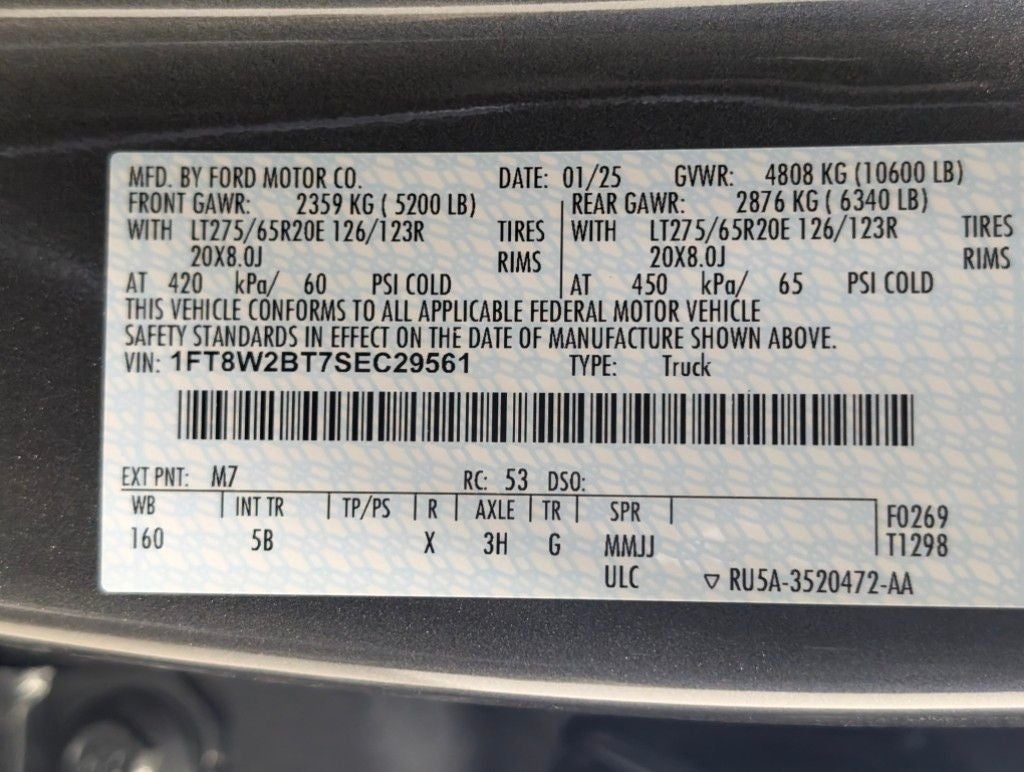 MFD. BY FORD MOTOR CO. DATE: 01/25 GVWR: 4808 KG (10600 LB)
FRONT GAWR: 2359 KG ( 5200 LB) REAR GAWR: 2876 KG ( 6340 LB)
WITH LT275/65R20E 126/123R TIRES WITH LT275/65R20E 126/123R TIRES
20X8.0J RIMS 20X8.0J RIMS
AT 420 kPa/ 60 PSI COLD AT 450 kPa/ 65 PSI COLD
THIS VEHICLE CONFORMS TO ALL APPLICABLE FEDERAL MOTOR VEHICLE
SAFETY STANDARDS IN EFFECT ON THE DATE OF MANUFACTURE SHOWN ABOVE.
VIN: 1FT8W2BT7SEC29561 TYPE: Truck
EXT PNT: M7 RC: 53 DSO:
WB INT TR TP/PS R AXLE TR SPR F0269
160 5B X 3H G MMJJ T1298
ULC ▽ RU5A-3520472-AA